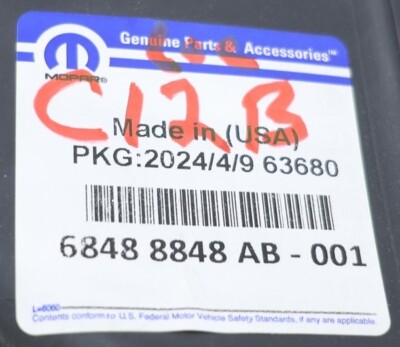 Genuine Parts & Accessories™
MOPAR®
C12B
Made in (USA)
PKG:2024/4/9 63680
6848 8848 AB - 001
L=6060
Contents conform to U.S. Federal Motor Vehicle Safety Standards, if any are applicable.